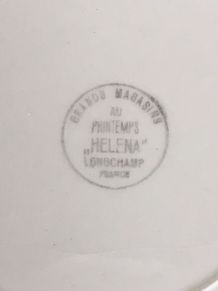 GRANDS MAGASINS
AU
PRINTEMPS
„HELENA"
LONGCHAMP
FRANCE